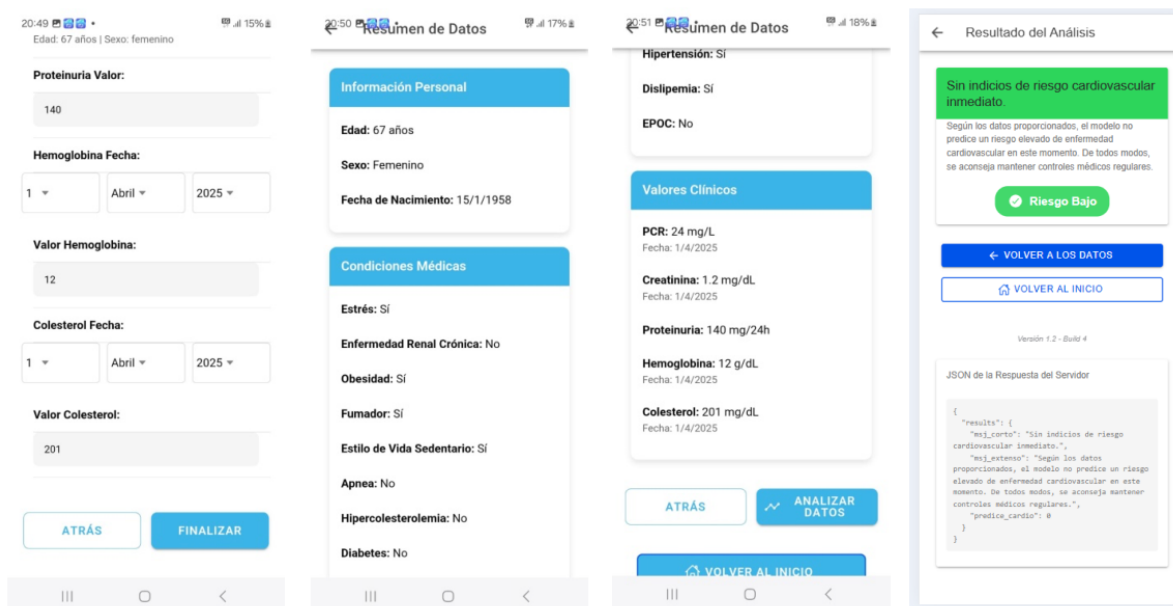 20:49
15%
Edad: 67 años | Sexo: femenino
Proteinuria Valor:
140
Hemoglobina Fecha:
1 Abril 2025
Valor Hemoglobina:
12
Colesterol Fecha:
1 Abril 2025
Valor Colesterol:
201
ATRÁS
FINALIZAR
20:50
17%
Resumen de Datos
Información Personal
Edad: 67 años
Sexo: Femenino
Fecha de Nacimiento: 15/1/1958
Condiciones Médicas
Estrés: Sí
Enfermedad Renal Crónica: No
Obesidad: Sí
Fumador: Sí
Estilo de Vida Sedentario: Sí
Apnea: No
Hipercolesterolemia: No
Diabetes: No
20:51
18%
Resumen de Datos
Hipertensión: Sí
Dislipemia: Sí
EPOC: No
Valores Clínicos
PCR: 24 mg/L
Fecha: 1/4/2025
Creatinina: 1.2 mg/dL
Fecha: 1/4/2025
Proteinuria: 140 mg/24h
Hemoglobina: 12 g/dL
Fecha: 1/4/2025
Colesterol: 201 mg/dL
Fecha: 1/4/2025
ATRÁS
ANALIZAR
DATOS
VOLVER AL INICIO
Resultado del Análisis
Sin indicios de riesgo cardiovascular
inmediato.
Según los datos proporcionados, el modelo no
predice un riesgo elevado de enfermedad
cardiovascular en este momento. De todos modos,
se aconseja mantener controles médicos regulares.
Riesgo Bajo
VOLVER A LOS DATOS
VOLVER AL INICIO
Versión 1.2 - Build 4
JSON de la Respuesta del Servidor
{
"results": {
"msj_corto": "Sin indicios de riesgo
cardiovascular inmediato.",
"msj_extenso": "Según los datos
proporcionados, el modelo no predice un riesgo
elevado de enfermedad cardiovascular en este
momento. De todos modos, se aconseja mantener
controles médicos regulares.",
"predice_cardio": 0
}
}